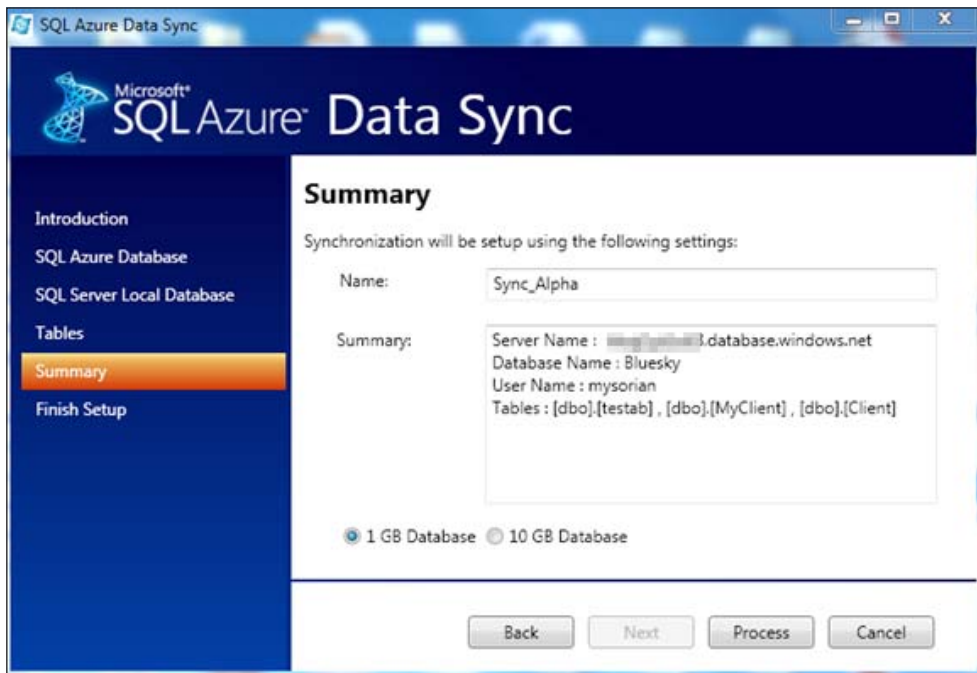 SQL Azure Data Sync
Microsoft®
SQL Azure™ Data Sync
Introduction
SQL Azure Database
SQL Server Local Database
Tables
Summary
Finish Setup
Summary
Synchronization will be setup using the following settings:
Name: Sync_Alpha
Summary: Server Name : .database.windows.net
Database Name : Bluesky
User Name : mysorian
Tables : [dbo].[testab] , [dbo].[MyClient] , [dbo].[Client]
1 GB Database 10 GB Database
Back Next Process Cancel